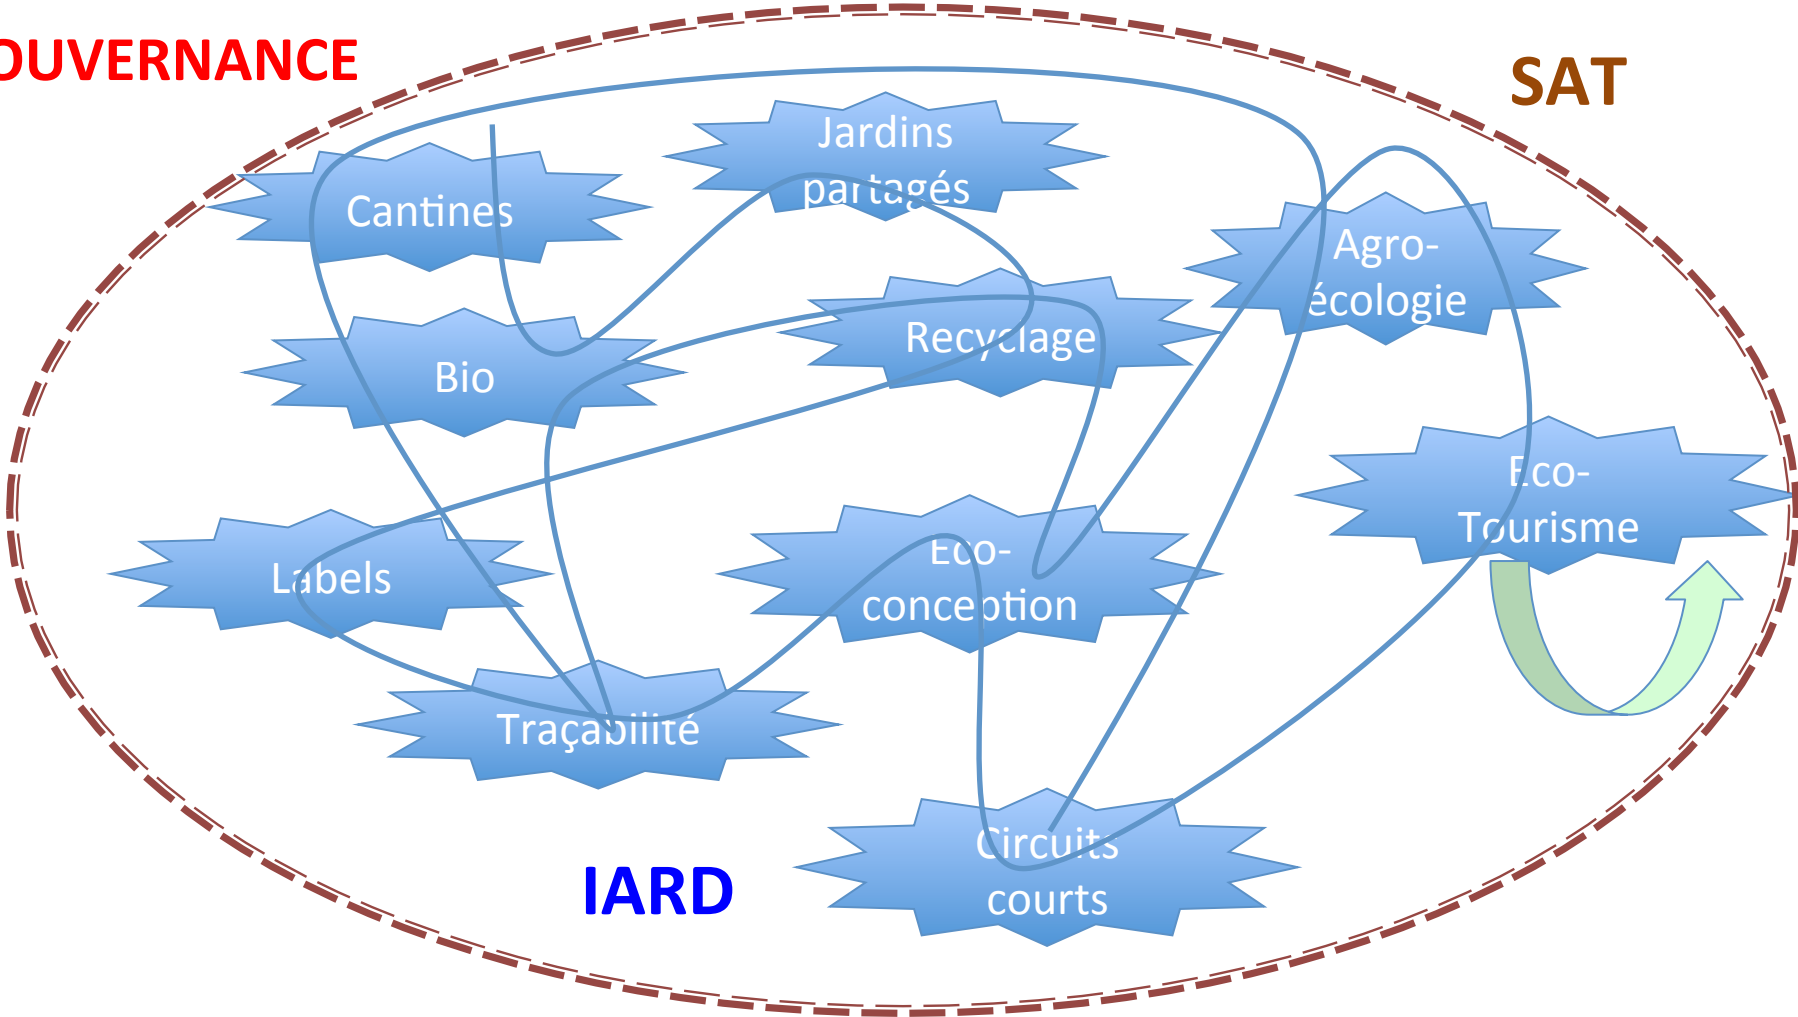 OUVERNANCE
SAT
Jardins
partagés
Cantines
Agro-
écologie
Recyclage
Bio
Eco-
Tourisme
Eco-
conception
Labels
Traçabilité
Circuits
courts
IARD